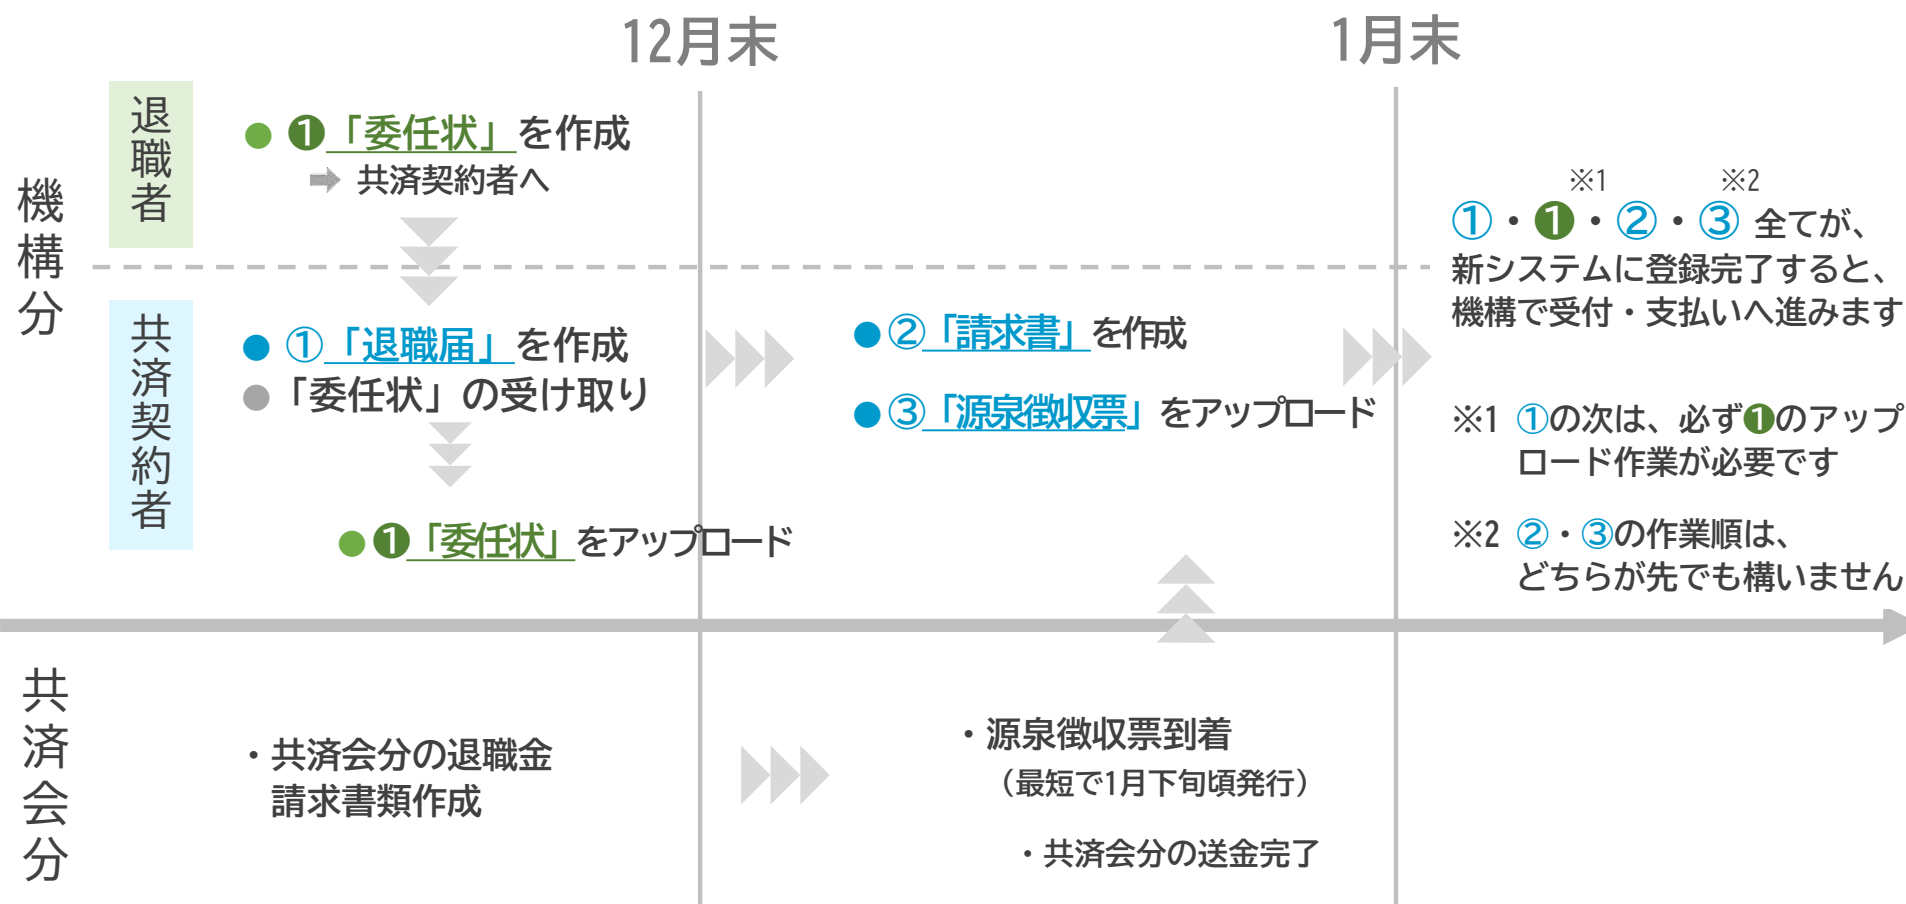 12月末
1月末
機構分
退職者
● ❶「委任状」を作成
➡ 共済契約者へ
共済契約者
● ①「退職届」を作成
● 「委任状」の受け取り
● ❶「委任状」をアップロード
● ②「請求書」を作成
● ③「源泉徴収票」をアップロード
※1 ※2
①・❶・②・③ 全てが、
新システムに登録完了すると、
機構で受付・支払いへ進みます
※1 ①の次は、必ず❶のアップ
ロード作業が必要です
※2 ②・③の作業順は、
どちらが先でも構いません
共済会分
・共済会分の退職金
請求書類作成
・源泉徴収票到着
（最短で1月下旬頃発行）
・共済会分の送金完了